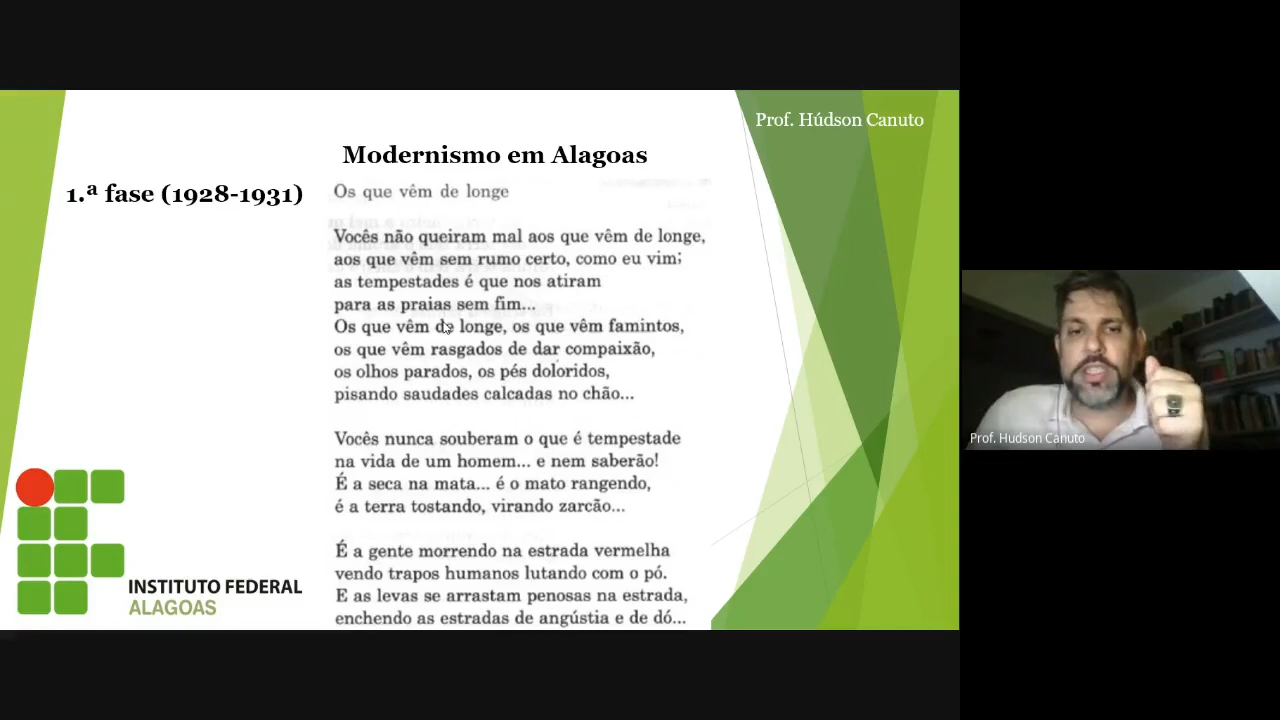 Prof. Húdson Canuto
Modernismo em Alagoas
1.ª fase (1928-1931)
Os que vêm de longe
Vocês não queiram mal aos que vêm de longe,
aos que vêm sem rumo certo, como eu vim;
as tempestades é que nos atiram
para as praias sem fim...
Os que vêm de longe, os que vêm famintos,
os que vêm rasgados de dar compaixão,
os olhos parados, os pés doloridos,
pisando saudades calcadas no chão...
Vocês nunca souberam o que é tempestade
na vida de um homem... e nem saberão!
É a seca na mata... é o mato rangendo,
é a terra tostando, virando zarcão...
É a gente morrendo na estrada vermelha
vendo trapos humanos lutando com o pó.
E as levas se arrastam penosas na estrada,
enchendo as estradas de angústia e de dó...
INSTITUTO FEDERAL
ALAGOAS
Prof. Hudson Canuto